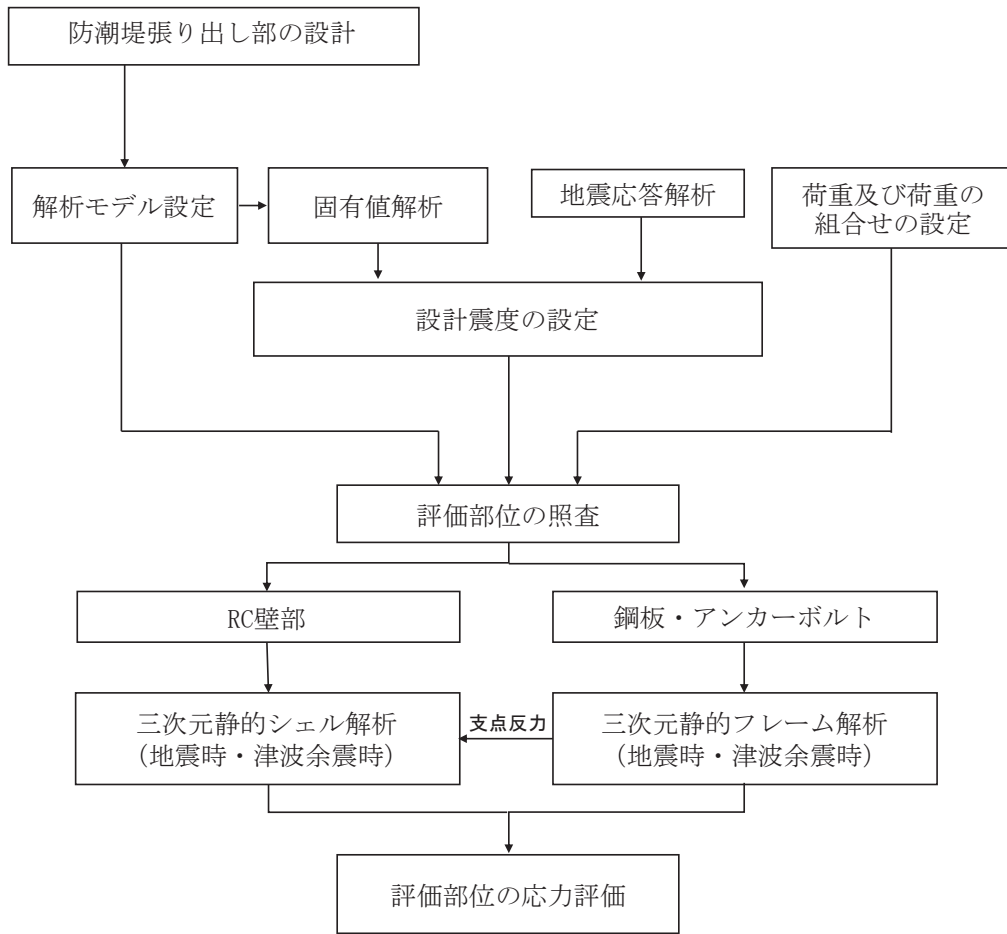 防潮堤張り出し部の設計
解析モデル設定
固有値解析
地震応答解析
荷重及び荷重の
組合せの設定
設計震度の設定
評価部位の照査
RC壁部
鋼板・アンカーボルト
三次元静的シェル解析
(地震時・津波余震時)
支点反力
三次元静的フレーム解析
(地震時・津波余震時)
評価部位の応力評価